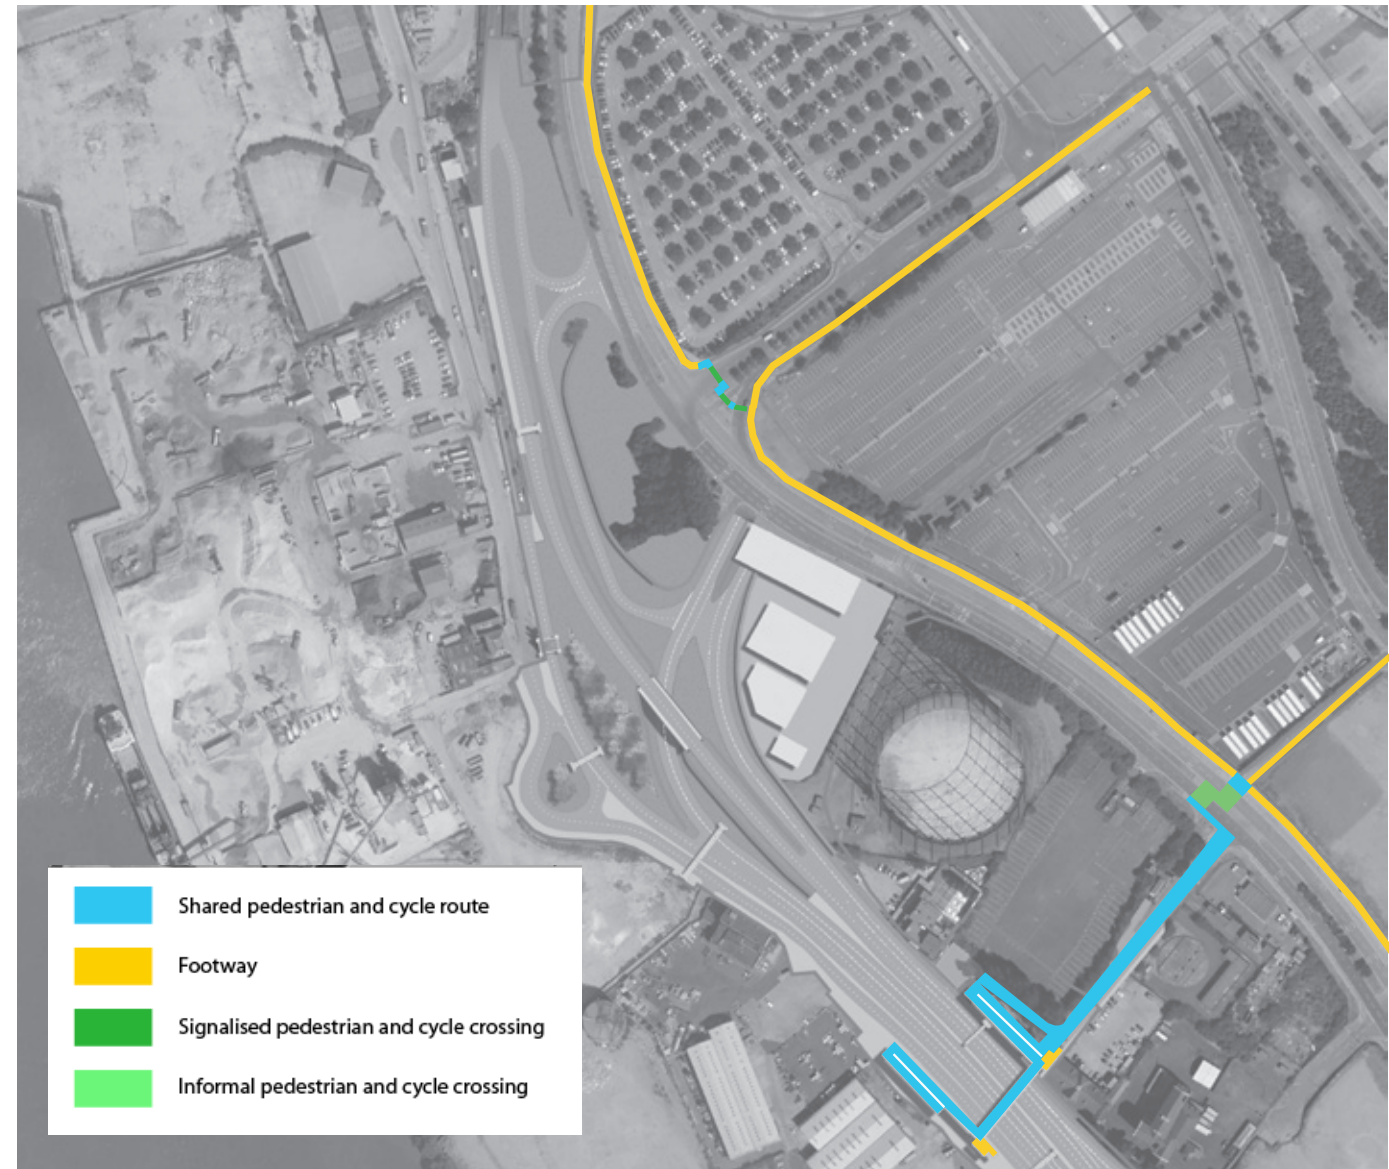 Shared pedestrian and cycle route
Footway
Signalised pedestrian and cycle crossing
Informal pedestrian and cycle crossing